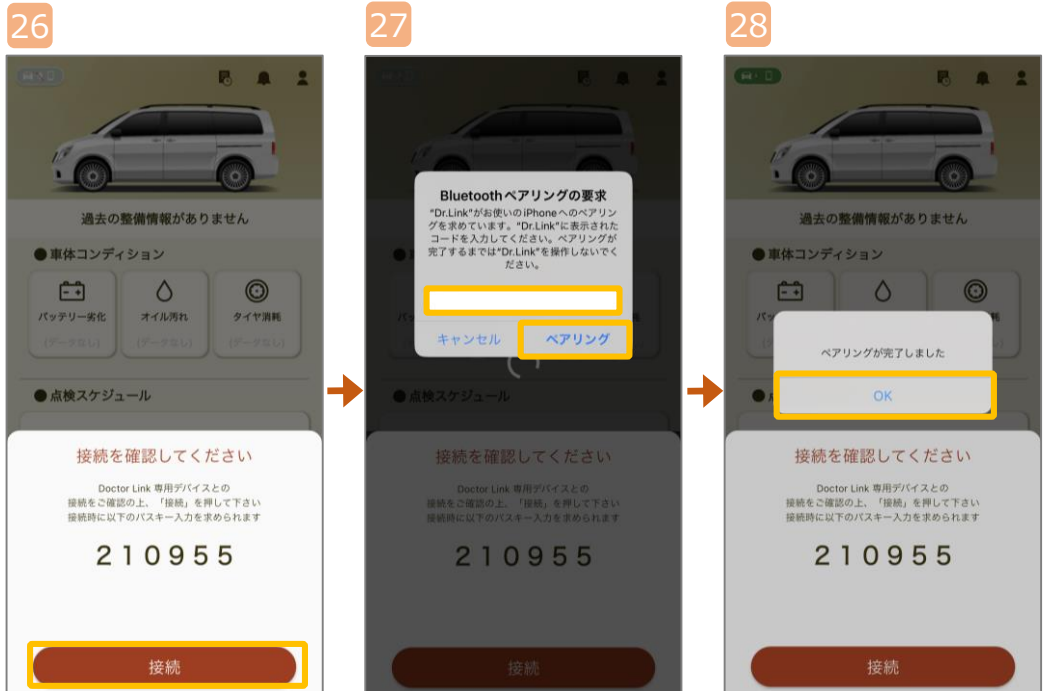 26
過去の整備情報がありません
●車体コンディション
バッテリー劣化
オイル汚れ
タイヤ消耗
(データなし)
(データなし)
(データなし)
●点検スケジュール
接続を確認してください
Doctor Link 専用デバイスとの
接続をご確認の上、「接続」を押して下さい
接続時に以下のパスキー入力を求められます
210955
接続
27
Bluetoothペアリングの要求
"Dr.Link"がお使いのiPhoneへのペアリン
グを求めています。"Dr.Link"に表示された
コードを入力してください。ペアリングが
完了するまでは"Dr.Link"を操作しないでく
ださい。
キャンセル
ペアリング
●点検スケジュール
接続を確認してください
Doctor Link 専用デバイスとの
接続をご確認の上、「接続」を押して下さい
接続時に以下のパスキー入力を求められます
210955
接続
28
過去の整備情報がありません
●車体コンディション
ペアリングが完了しました
OK
接続を確認してください
Doctor Link 専用デバイスとの
接続をご確認の上、「接続」を押して下さい
接続時に以下のパスキー入力を求められます
210955
接続